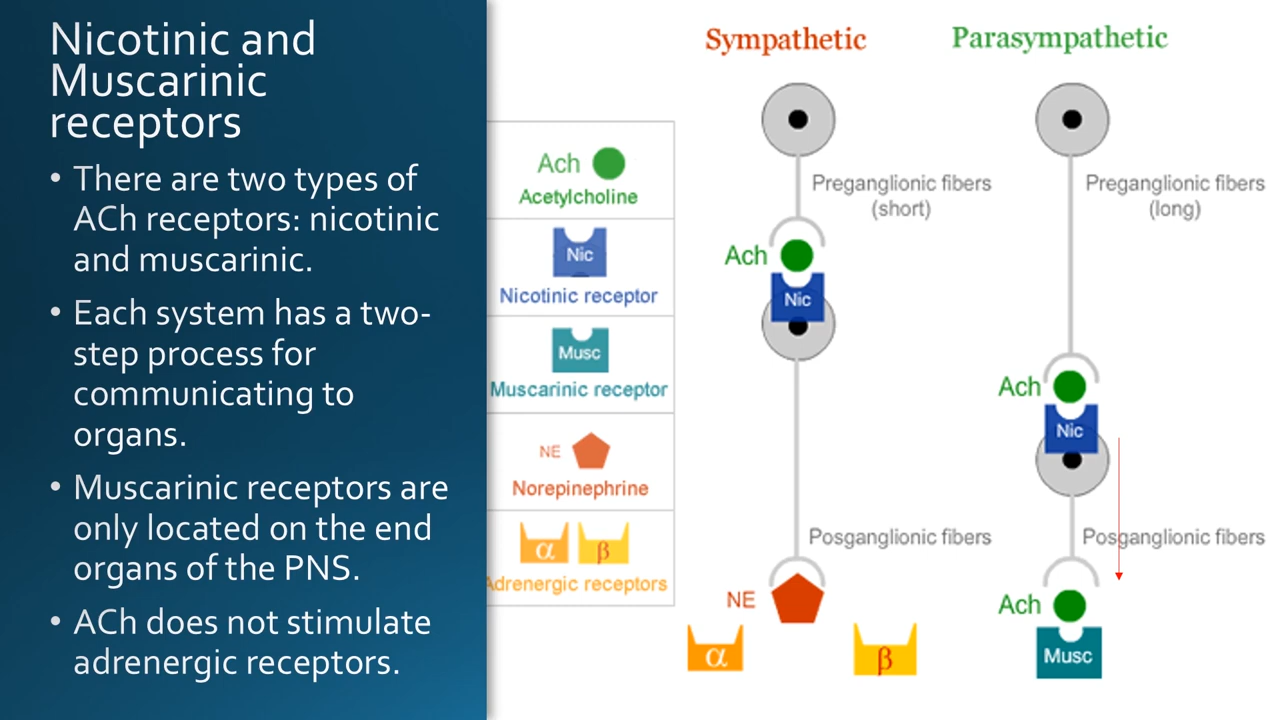 Nicotinic and
Muscarinic
receptors
• There are two types of
ACh receptors: nicotinic
and muscarinic.
• Each system has a two-
step process for
communicating to
organs.
• Muscarinic receptors are
only located on the end
organs of the PNS.
• ACh does not stimulate
adrenergic receptors.
Ach
Acetylcholine
Nic
Nicotinic receptor
Musc
Muscarinic receptor
NE
Norepinephrine
α β
Adrenergic receptors
Sympathetic
Preganglionic fibers
(short)
Ach
Nic
Posganglionic fibers
NE
α β
Parasympathetic
Preganglionic fibers
(long)
Ach
Nic
Posganglionic fibers
Ach
Musc